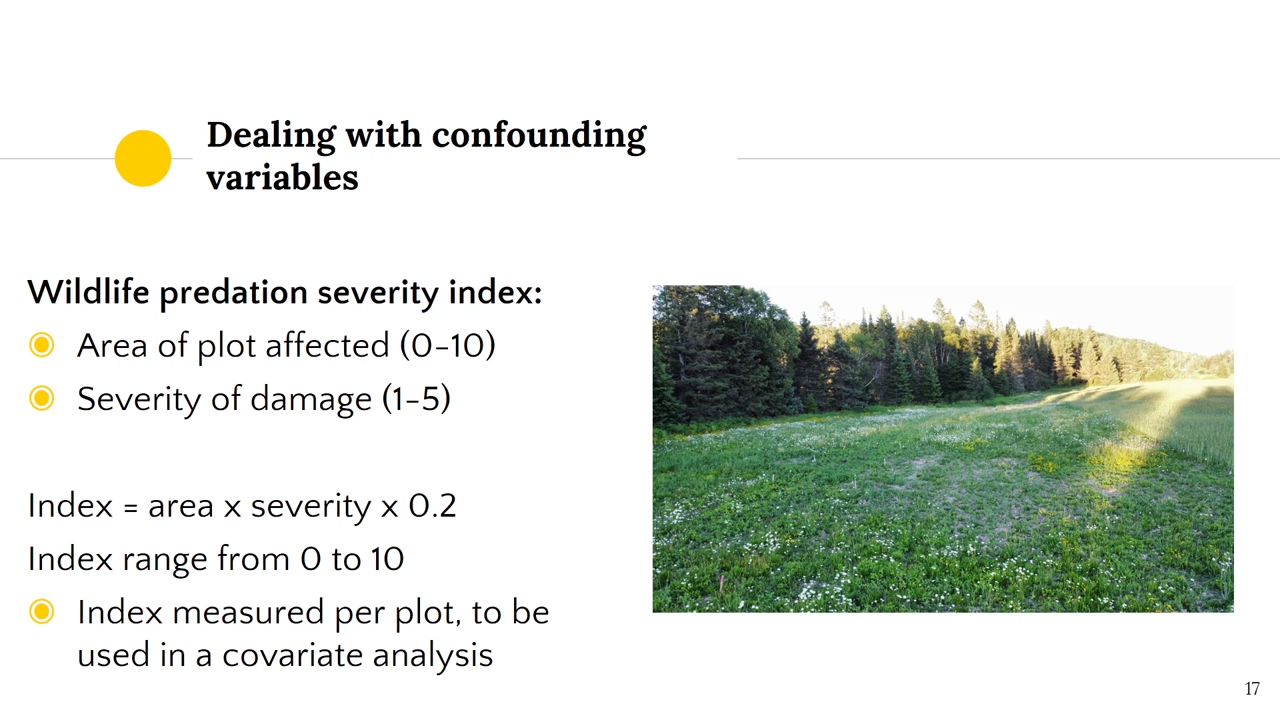 Dealing with confounding
variables
Wildlife predation severity index:
Area of plot affected (0-10)
Severity of damage (1-5)
Index = area x severity x 0.2
Index range from 0 to 10
Index measured per plot, to be
used in a covariate analysis
17